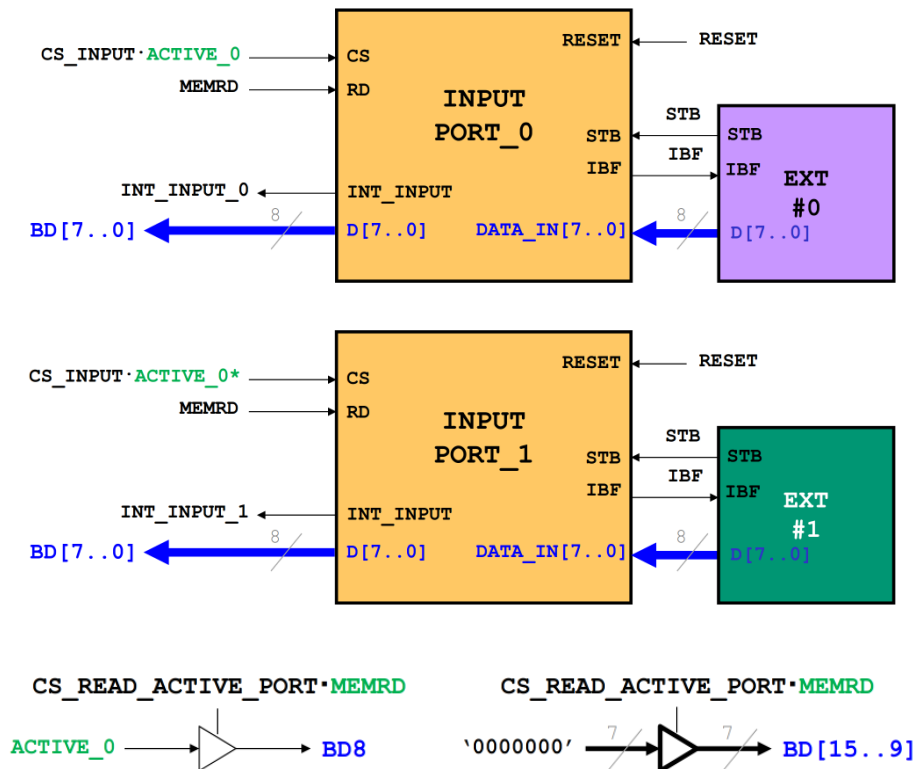 RESET
RESET
CS_INPUT·ACTIVE_0
CS
MEMRD
RD
INPUT
PORT_0
STB
STB
STB
IBF
IBF
IBF
EXT
#0
INT_INPUT_0
INT_INPUT
BD[7..0]
8
D[7..0]
DATA_IN[7..0]
8
D[7..0]
RESET
RESET
CS_INPUT·ACTIVE_0*
CS
MEMRD
RD
INPUT
PORT_1
STB
STB
STB
IBF
IBF
IBF
EXT
#1
INT_INPUT_1
INT_INPUT
BD[7..0]
8
D[7..0]
DATA_IN[7..0]
8
D[7..0]
CS_READ_ACTIVE_PORT·MEMRD
ACTIVE_0
BD8
CS_READ_ACTIVE_PORT·MEMRD
‘0000000’
7
7
BD[15..9]